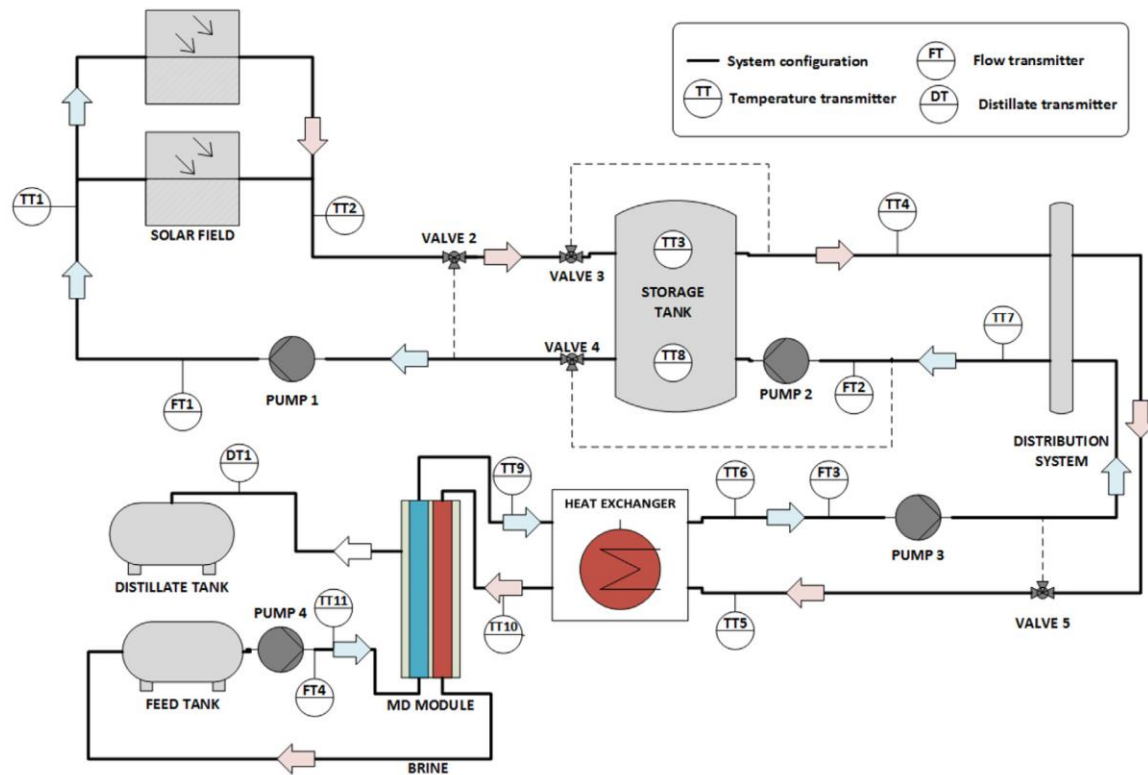 FT
System configuration
Flow transmitter
TT
Temperature transmitter
DT
Distillate transmitter
TT1
TT2
SOLAR FIELD
TT4
VALVE 2
TT3
VALVE 3
STORAGE
TANK
TT7
VALVE 4
TT8
PUMP 1
PUMP 2
FT2
FT1
DISTRIBUTION
SYSTEM
DT1
TT9
HEAT EXCHANGER
TT6
FT3
PUMP 3
DISTILLATE TANK
PUMP 4
TT11
TT10
TT5
VALVE 5
FT4
FEED TANK
MD MODULE
BRINE